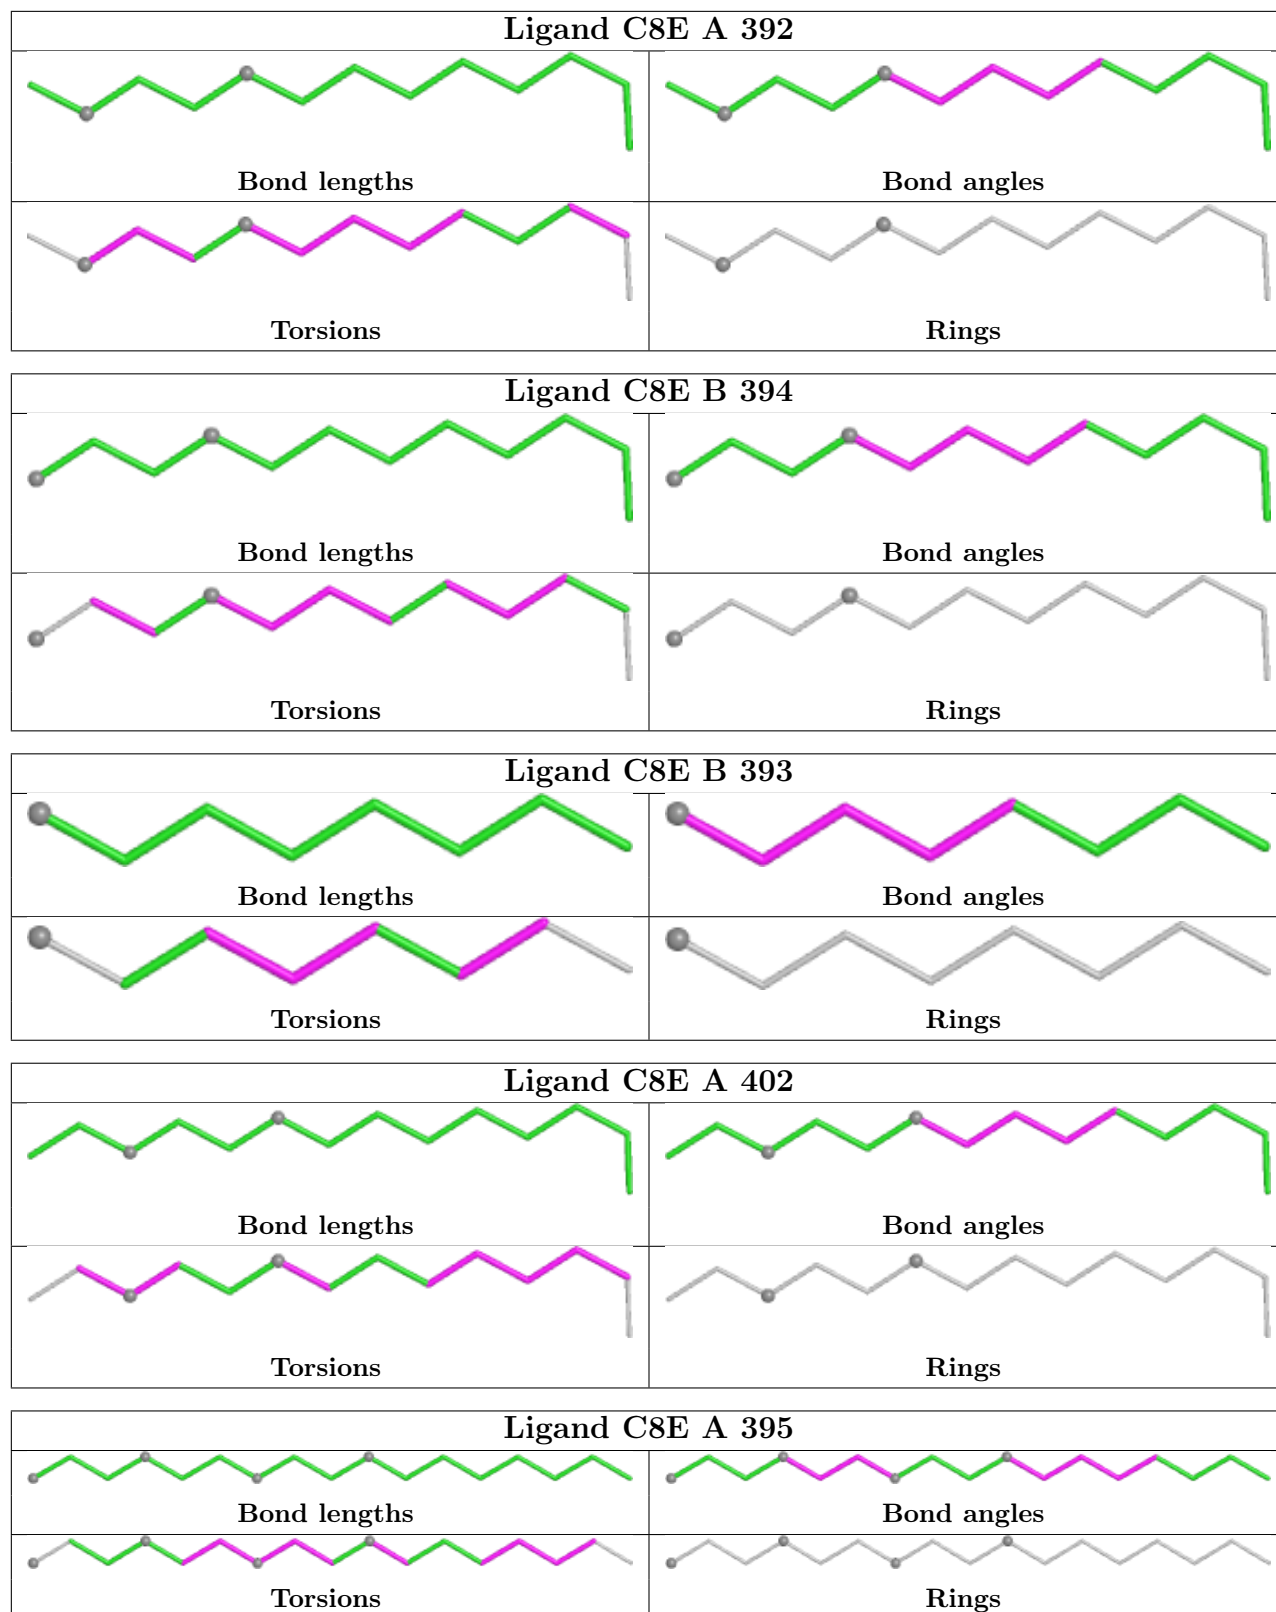 Ligand C8E A 392
Bond lengths
Bond angles
Torsions
Rings
Ligand C8E B 394
Bond lengths
Bond angles
Torsions
Rings
Ligand C8E B 393
Bond lengths
Bond angles
Torsions
Rings
Ligand C8E A 402
Bond lengths
Bond angles
Torsions
Rings
Ligand C8E A 395
Bond lengths
Bond angles
Torsions
Rings